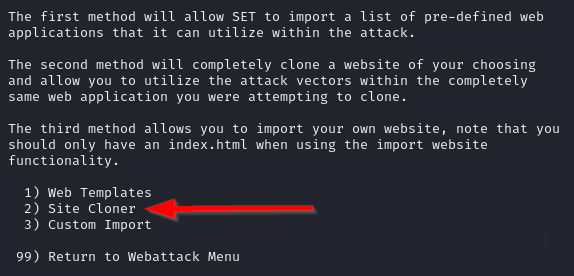 The first method will allow SET to import a list of pre-defined web
applications that it can utilize within the attack.
The second method will completely clone a website of your choosing
and allow you to utilize the attack vectors within the completely
same web application you were attempting to clone.
The third method allows you to import your own website, note that you
should only have an index.html when using the import website
functionality.
1) Web Templates
2) Site Cloner
3) Custom Import
99) Return to Webattack Menu